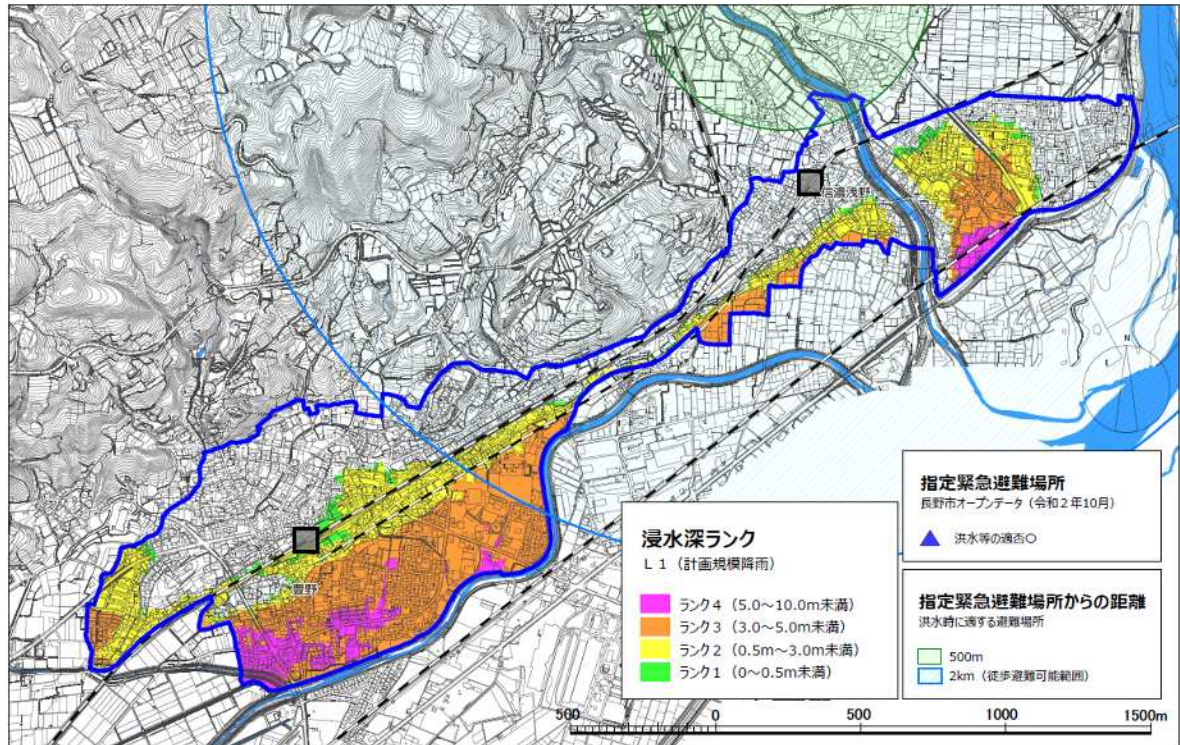 信濃浅野
豊野
N
浸水深ランク
L1(計画規模降雨)
ランク4(5.0~10.0m未満)
ランク3(3.0~5.0m未満)
ランク2(0.5m~3.0m未満)
ランク1(0~0.5m未満)
指定緊急避難場所
長野市オープンデータ(令和2年10月)
洪水等の適否○
指定緊急避難場所からの距離
洪水時に適する避難場所
500m
2km(徒歩避難可能範囲)
500 0 500 1000 1500m